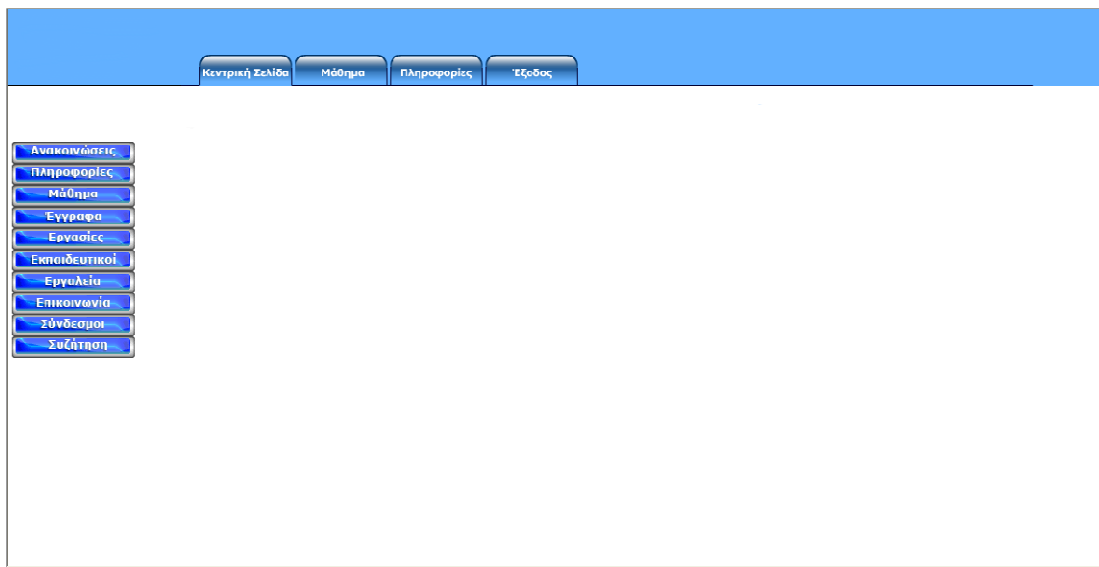 Κεντρική Σελίδα Μάθημα Πληροφορίες Έξοδος
Ανακοινώσεις
Πληροφορίες
Μάθημα
Έγγραφα
Εργασίες
Εκπαιδευτικοί
Εργαλεία
Επικοινωνία
Σύνδεσμοι
Συζήτηση